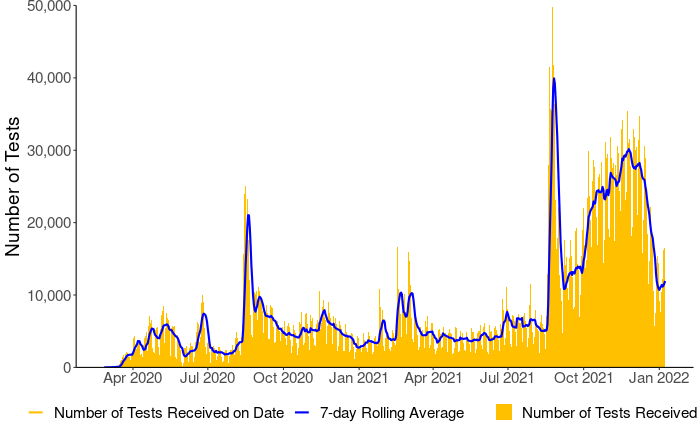 50,000
40,000
30,000
20,000
10,000
0
Number of Tests
Apr 2020 Jul 2020 Oct 2020 Jan 2021 Apr 2021 Jul 2021 Oct 2021 Jan 2022
Number of Tests Received on Date 7-day Rolling Average Number of Tests Received